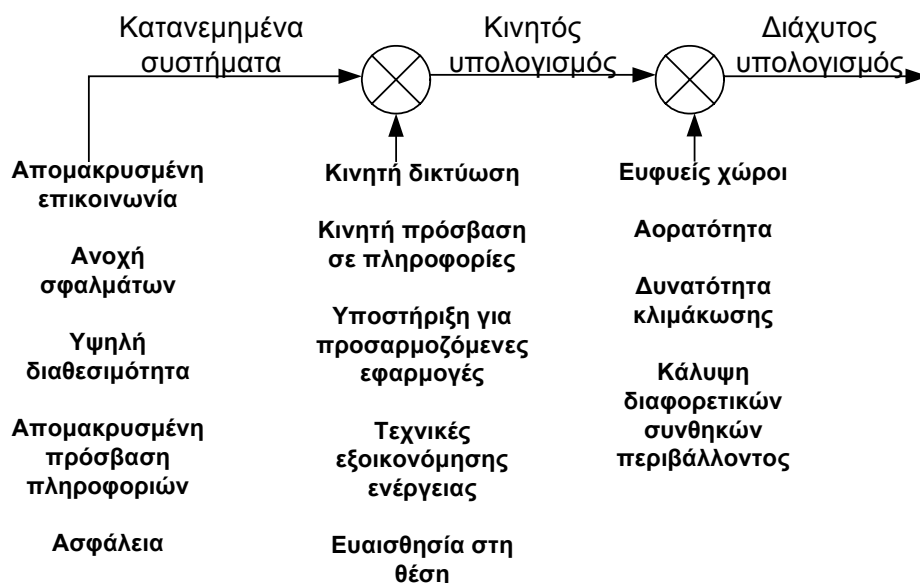 Κατανεμημένα
συστήματα
Κινητός
υπολογισμός
Διάχυτος
υπολογισμός
Απομακρυσμένη
επικοινωνία
Ανοχή
σφαλμάτων
Υψηλή
διαθεσιμότητα
Απομακρυσμένη
πρόσβαση
πληροφοριών
Ασφάλεια
Κινητή δικτύωση
Κινητή πρόσβαση
σε πληροφορίες
Υποστήριξη για
προσαρμοζόμενες
εφαρμογές
Τεχνικές
εξοικονόμησης
ενέργειας
Ευαισθησία στη
θέση
Ευφυείς χώροι
Αορατότητα
Δυνατότητα
κλιμάκωσης
Κάλυψη
διαφορετικών
συνθηκών
περιβάλλοντος